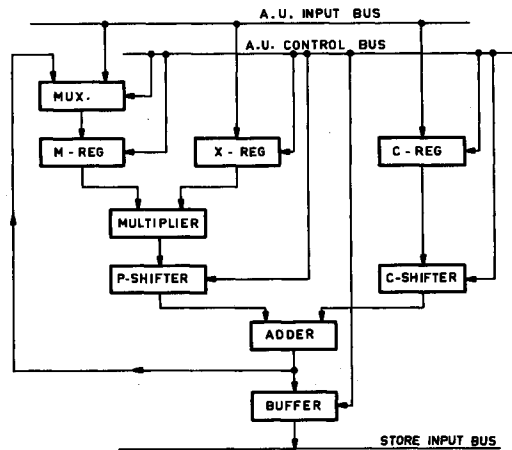 A.U. INPUT BUS
A.U. CONTROL BUS
MUX.
M - REG
X - REG
C - REG
MULTIPLIER
P-SHIFTER
C-SHIFTER
ADDER
BUFFER
STORE INPUT BUS